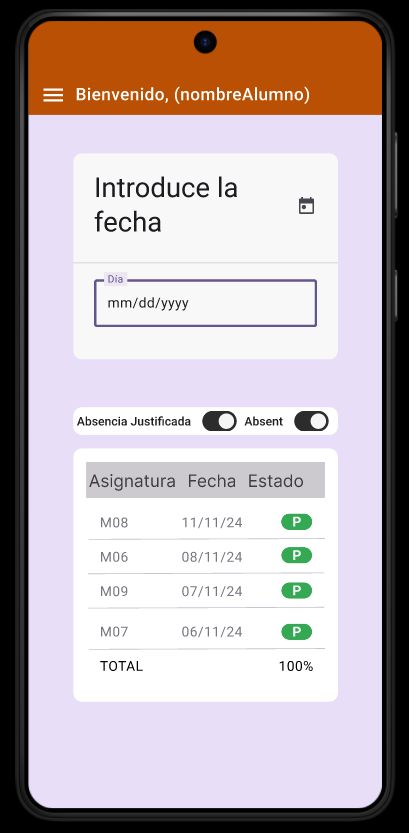 Bienvenido, (nombreAlumno)
Introduce la
fecha
Día
mm/dd/yyyy
Absencia Justificada Absent
Asignatura Fecha Estado
M08 11/11/24 P
M06 08/11/24 P
M09 07/11/24 P
M07 06/11/24 P
TOTAL 100%